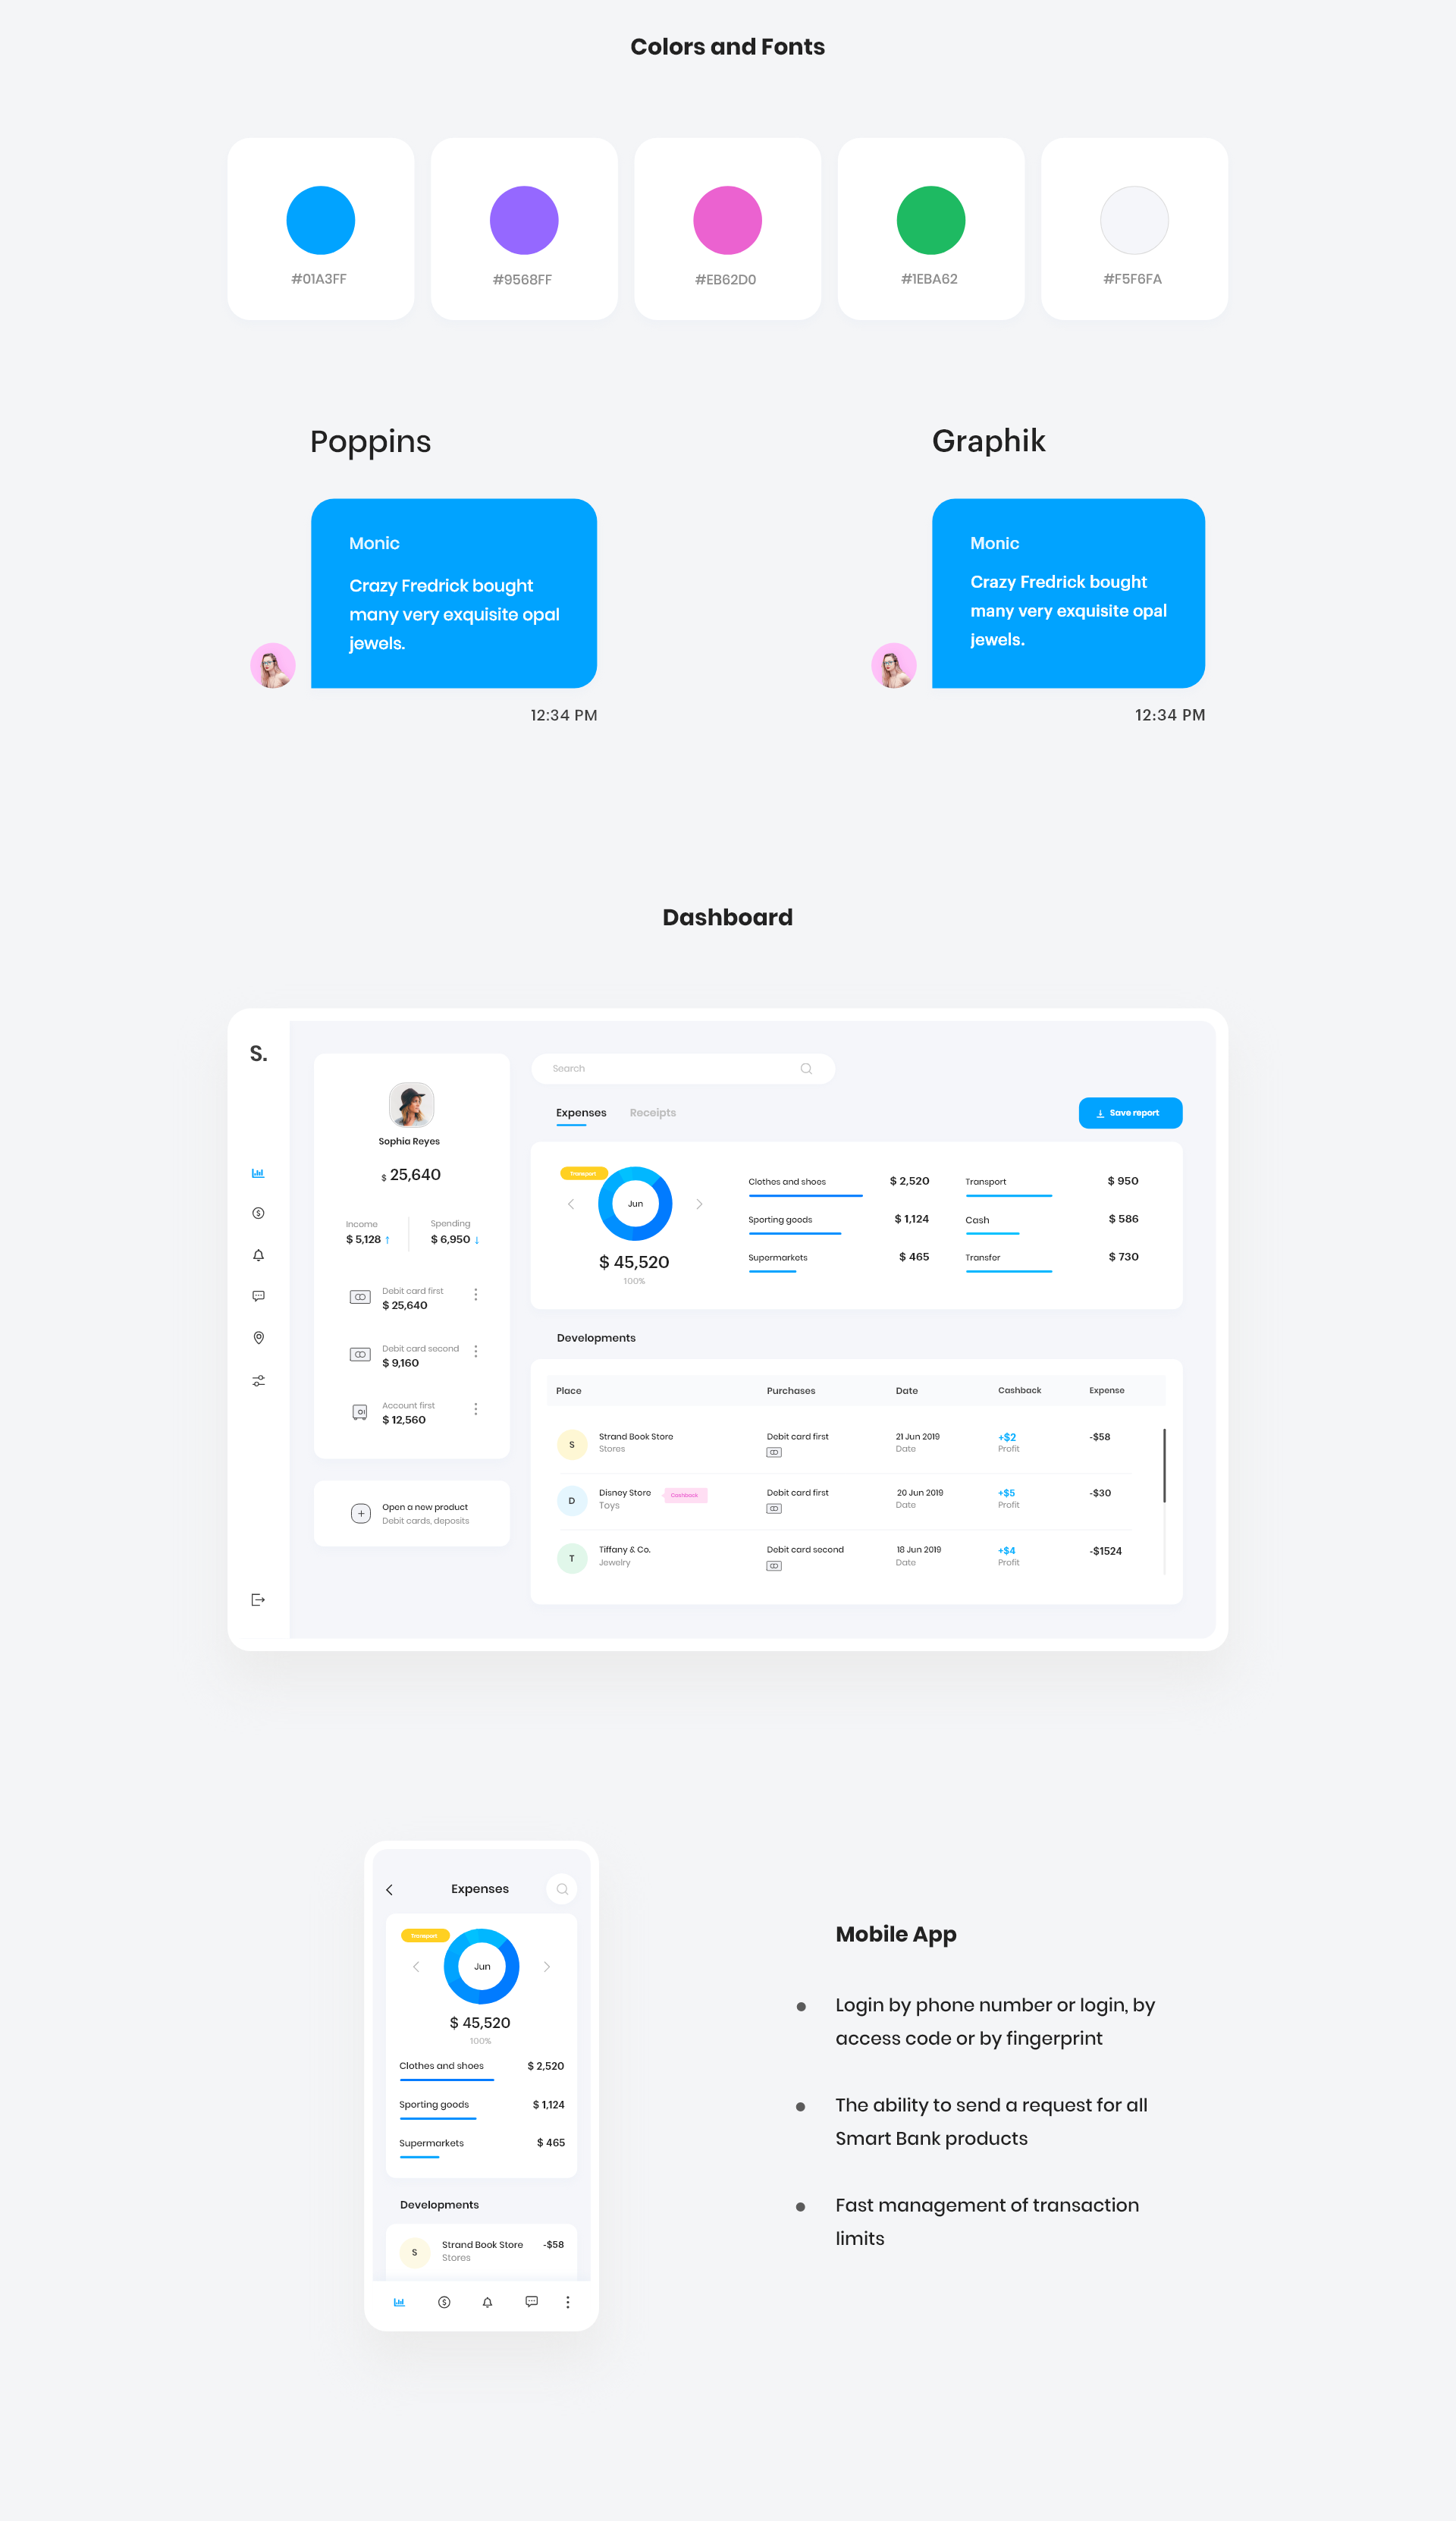 Colors and Fonts
#01A3FF
#9568FF
#EB62D0
#1EBA62
#F5F6FA
Poppins
Monic
Crazy Fredrick bought
many very exquisite opal
jewels.
12:34 PM
Graphik
Monic
Crazy Fredrick bought
many very exquisite opal
jewels.
12:34 PM
Dashboard
S.
Sophia Reyes
$ 25,640
Income
$ 5,128 ↑
Spending
$ 6,950 ↓
Debit card first
$ 25,640
Debit card second
$ 9,160
Account first
$ 12,560
Open a new product
Debit cards, deposits
Search
Expenses
Receipts
Save report
Transport
Jun
$ 45,520
100%
Clothes and shoes $ 2,520
Sporting goods $ 1,124
Supermarkets $ 465
Transport $ 950
Cash $ 586
Transfer $ 730
Developments
Place Purchases Date Cashback Expense
S Strand Book Store Debit card first 21 Jun 2019 +$2 -$58
Stores Date Profit
D Disney Store Cashback Debit card first 20 Jun 2019 +$5 -$30
Toys Date Profit
T Tiffany & Co. Debit card second 18 Jun 2019 +$4 -$1524
Jewelry Date Profit
Expenses
Transport
Jun
$ 45,520
100%
Clothes and shoes $ 2,520
Sporting goods $ 1,124
Supermarkets $ 465
Developments
S Strand Book Store -$58
Stores
Mobile App
Login by phone number or login, by
access code or by fingerprint
The ability to send a request for all
Smart Bank products
Fast management of transaction
limits